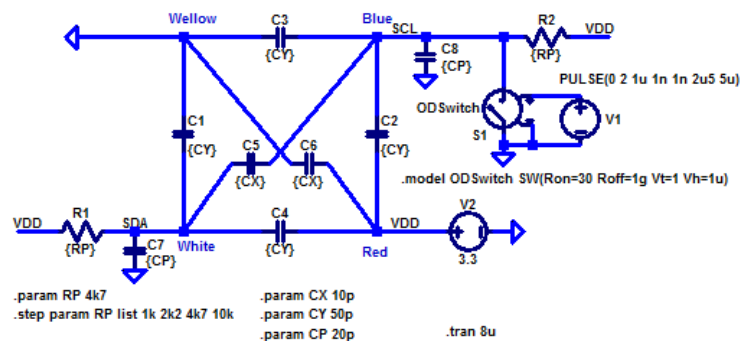 Wellow
C3
{CY}
Blue
SCL
C8
{CP}
R2
{RP}
VDD
PULSE(0 2 1u 1n 1n 2u5 5u)
ODSwitch
S1
V1
C1
{CY}
C5
{CX}
C6
{CX}
C2
{CY}
.model ODSwitch SW(Ron=30 Roff=1g Vt=1 Vh=1u)
VDD
R1
{RP}
SDA
C7
{CP}
White
C4
{CY}
VDD
Red
V2
3.3
.param RP 4k7
.step param RP list 1k 2k2 4k7 10k
.param CX 10p
.param CY 50p
.param CP 20p
.tran 8u